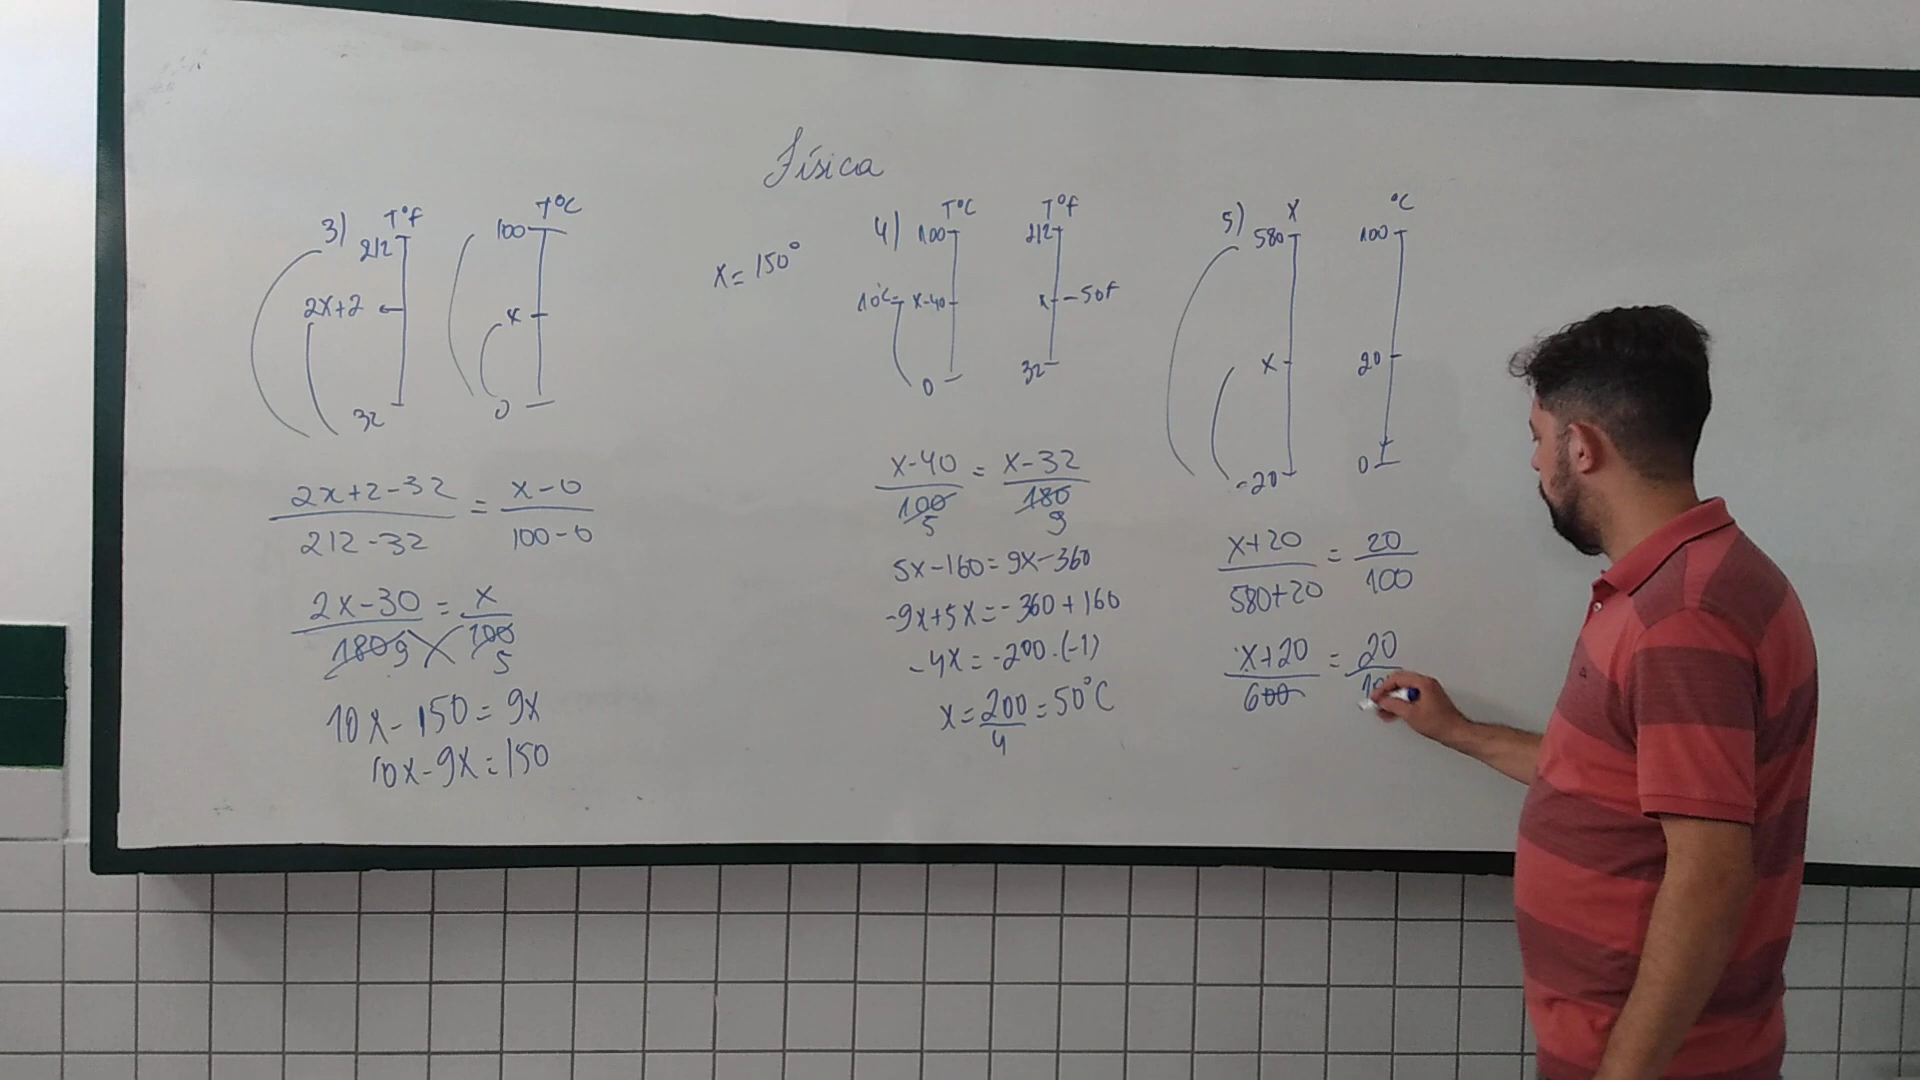 Física
3) T°F T°C
212 100
2x+2 x
32 0
2x+2-32 = x-0
212-32 100-0
2x-30 = x
180 9 100 5
10x-150=9x
10x-9x=150
x=150°
4) T°C T°F
100 212
10°C x-40 x -50F
0 32
x-40 = x-32
100 5 180 9
5x-160=9x-360
-9x+5x=-360+160
-4x=-200.(-1)
x=200=50°C
4
5) X °C
580 100
x 20
-20 0
x+20 = 20
580+20 100
x+20 = 20
600